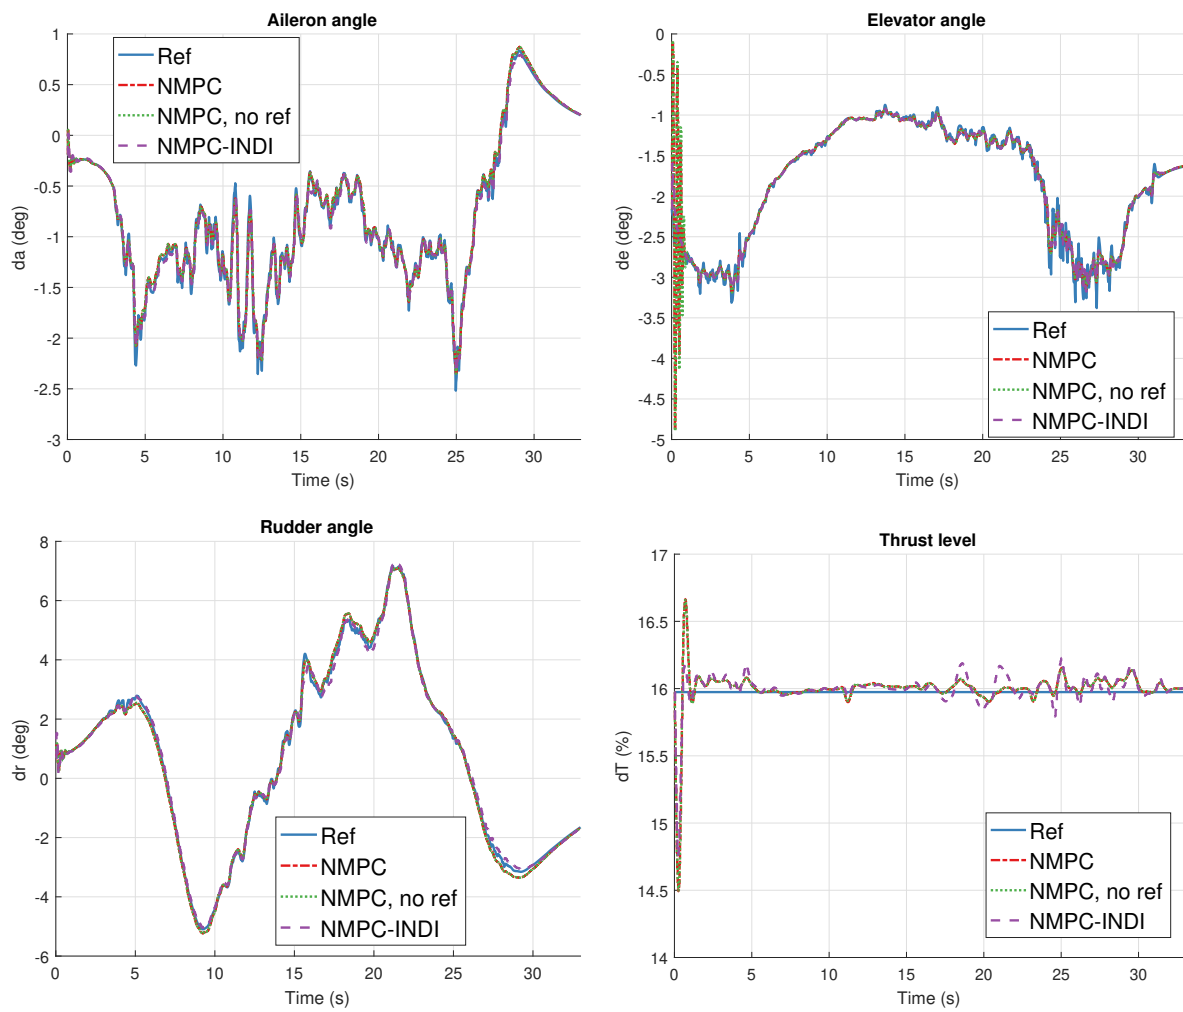 Aileron angle
1
0.5
0
-0.5
-1
-1.5
-2
-2.5
-3
da (deg)
0 5 10 15 20 25 30
Time (s)
Ref
NMPC
NMPC, no ref
NMPC-INDI
Elevator angle
0
-0.5
-1
-1.5
-2
-2.5
-3
-3.5
-4
-4.5
-5
de (deg)
0 5 10 15 20 25 30
Time (s)
Ref
NMPC
NMPC, no ref
NMPC-INDI
Rudder angle
8
6
4
2
0
-2
-4
-6
dr (deg)
0 5 10 15 20 25 30
Time (s)
Ref
NMPC
NMPC, no ref
NMPC-INDI
Thrust level
17
16.5
16
15.5
15
14.5
14
dT (%)
0 5 10 15 20 25 30
Time (s)
Ref
NMPC
NMPC, no ref
NMPC-INDI